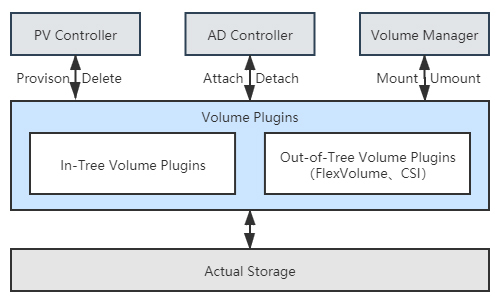 PV Controller
AD Controller
Volume Manager
Provison Delete
Attach Detach
Mount Umount
Volume Plugins
In-Tree Volume Plugins
Out-of-Tree Volume Plugins
(FlexVolume、CSI)
Actual Storage